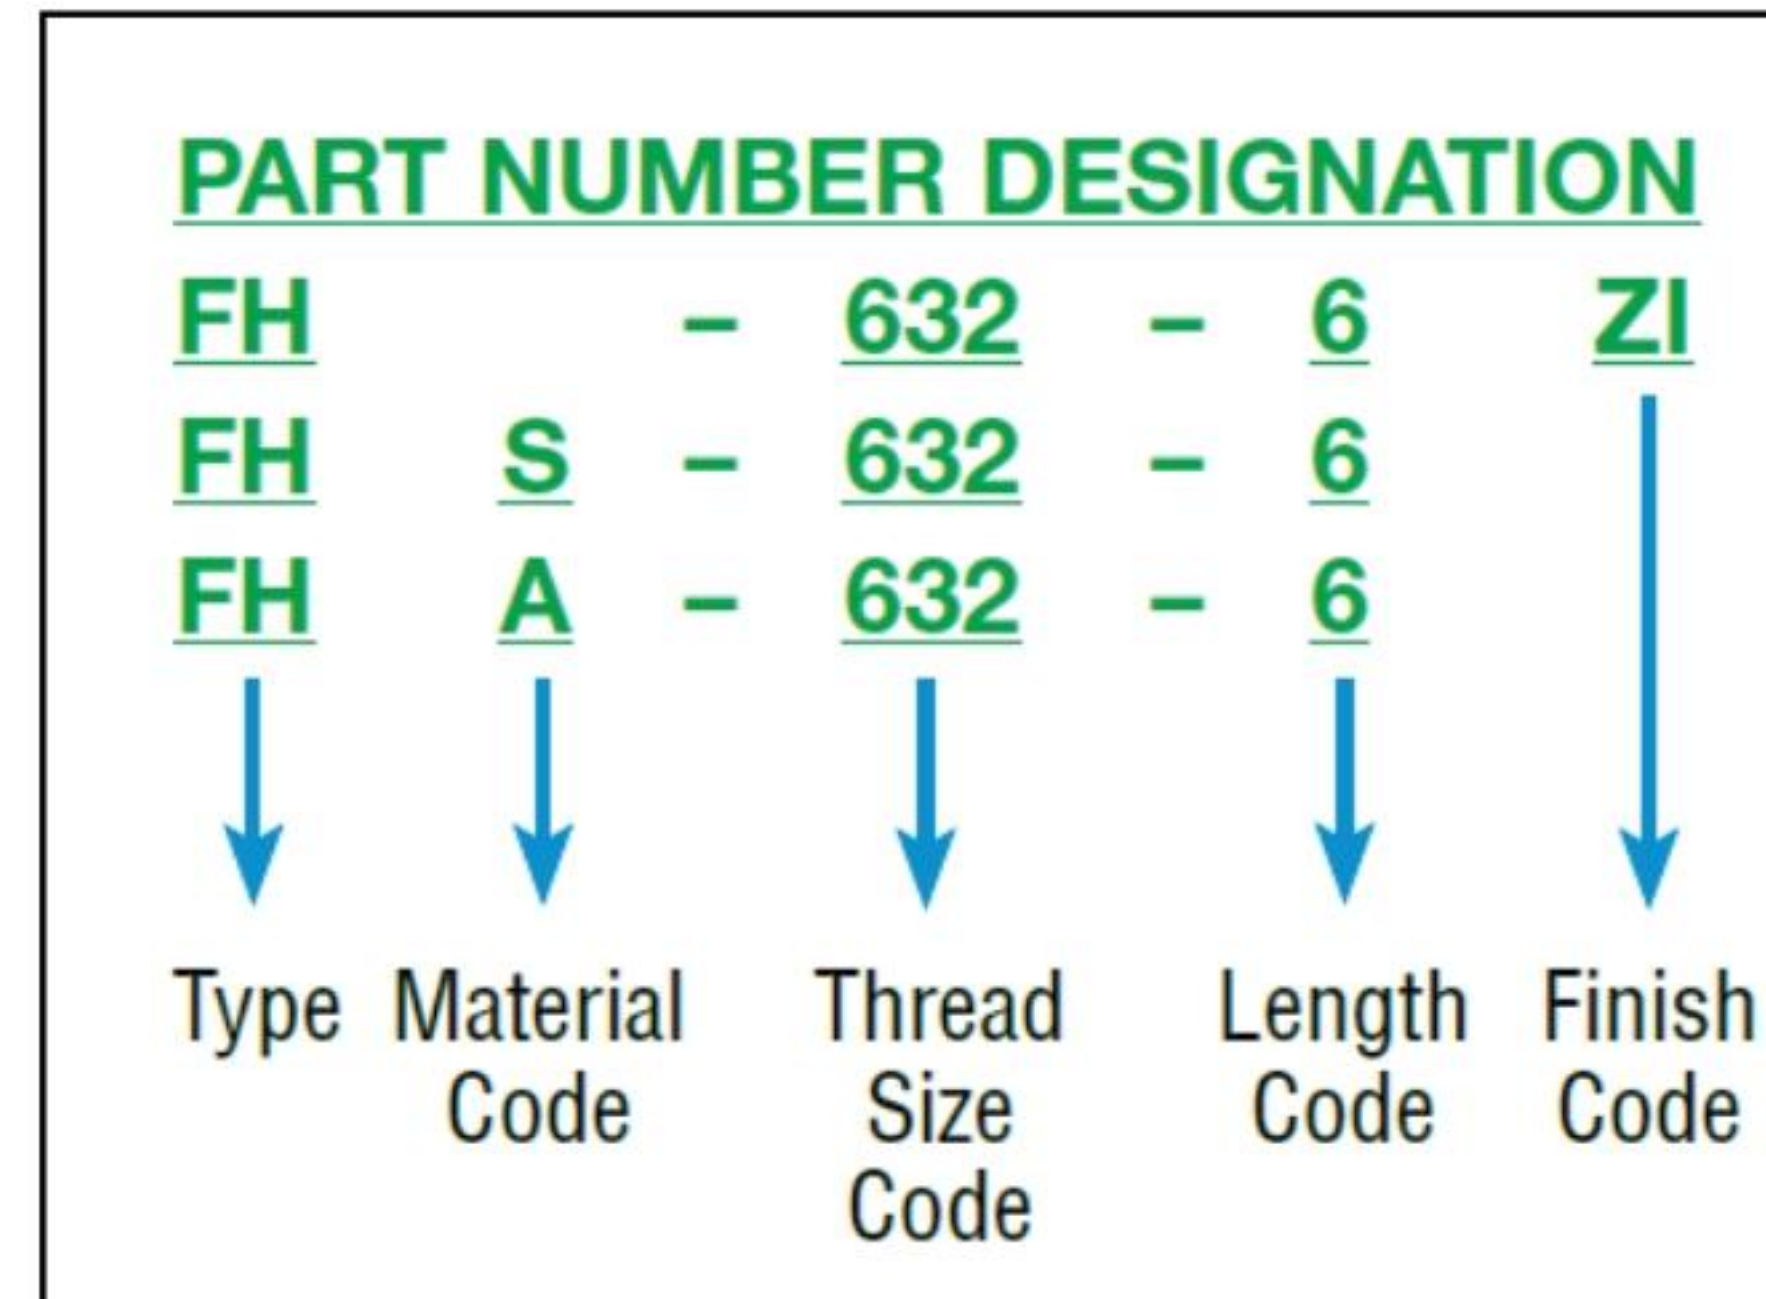 PART NUMBER DESIGNATION
FH – 632 – 6 ZI
FH S – 632 – 6
FH A – 632 – 6
Type Material Thread Length Finish
Code Size Code Code
Code